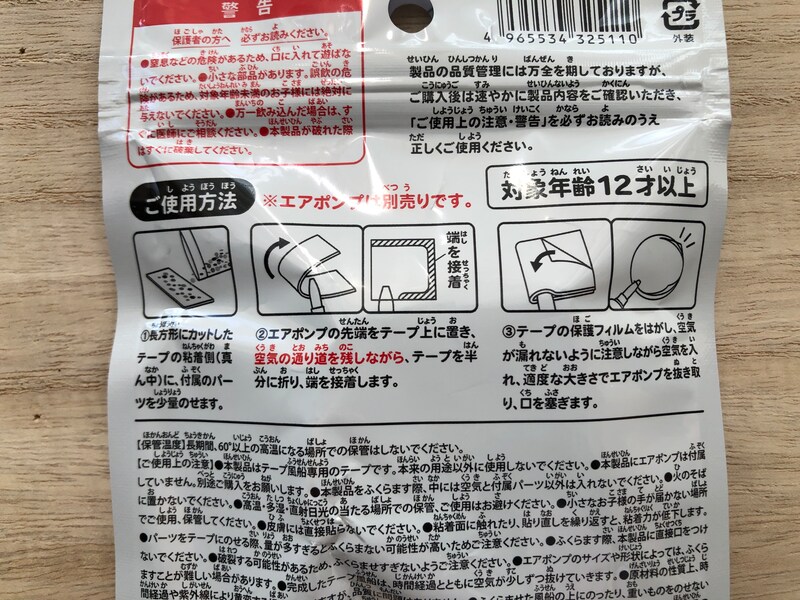 警告
保護者の方へ 必ずお読みください。
●窒息などの危険があるため、口に入れて遊ばな
いでください。●小さな部品があります。誤飲の危
険があるため、対象年齢未満のお子様には絶対に
与えないでください。●万一飲み込んだ場合は、す
ぐに医師にご相談ください。●本製品が破れた際
はすぐに破棄してください。
4 965534 325110
プラ
外装
製品の品質管理には万全を期しておりますが、
ご購入後は速やかに製品内容をご確認いただき、
「ご使用上の注意・警告」を必ずお読みのうえ
正しくご使用ください。
ご使用方法
※エアポンプは別売りです。
対象年齢12才以上
端を接着
①長方形にカットした
テープの粘着側(真
ん中)に、付属のパー
ツを少量のせます。
②エアポンプの先端をテープ上に置き、
空気の通り道を残しながら、テープを半
分に折り、端を接着します。
③テープの保護フィルムをはがし、空気
が漏れないように注意しながら空気を入
れ、適度な大きさでエアポンプを抜き取
り、口を塞ぎます。
【保管温度】長期間、60°以上の高温になる場所での保管はしないでください。
【ご使用上の注意】●本製品はテープ風船専用のテープです。本来の用途以外に使用しないでください。●本製品にエアポンプは付属
していません。別途ご購入をお願いします。●本製品をふくらます際、中には空気と付属パーツ以外は入れないでください。●火のそば
に置かないでください。●高温・多湿・直射日光の当たる場所での保管、ご使用はお避けください。●小さなお子様の手が届かない場所
でご使用、保管してください。●皮膚には直接貼らないでください。●粘着面に触れたり、貼り直しを繰り返すと、粘着力が低下します。
●パーツをテープにのせる際、量が多すぎるとふくらまない可能性が高いためご注意ください。●ふくらます際、本製品に直接口をつけ
ないでください。●破裂する可能性があるため、ふくらませすぎないようご注意ください。●エアポンプのサイズや形状によっては、ふくら
ますことが難しい場合があります。●完成したテープ風船は、時間経過とともに空気が少しずつ抜けていきます。●原材料の性質上、時
間経過や紫外線により
●ふくらませた風船の上にのったり、重いものをのせない